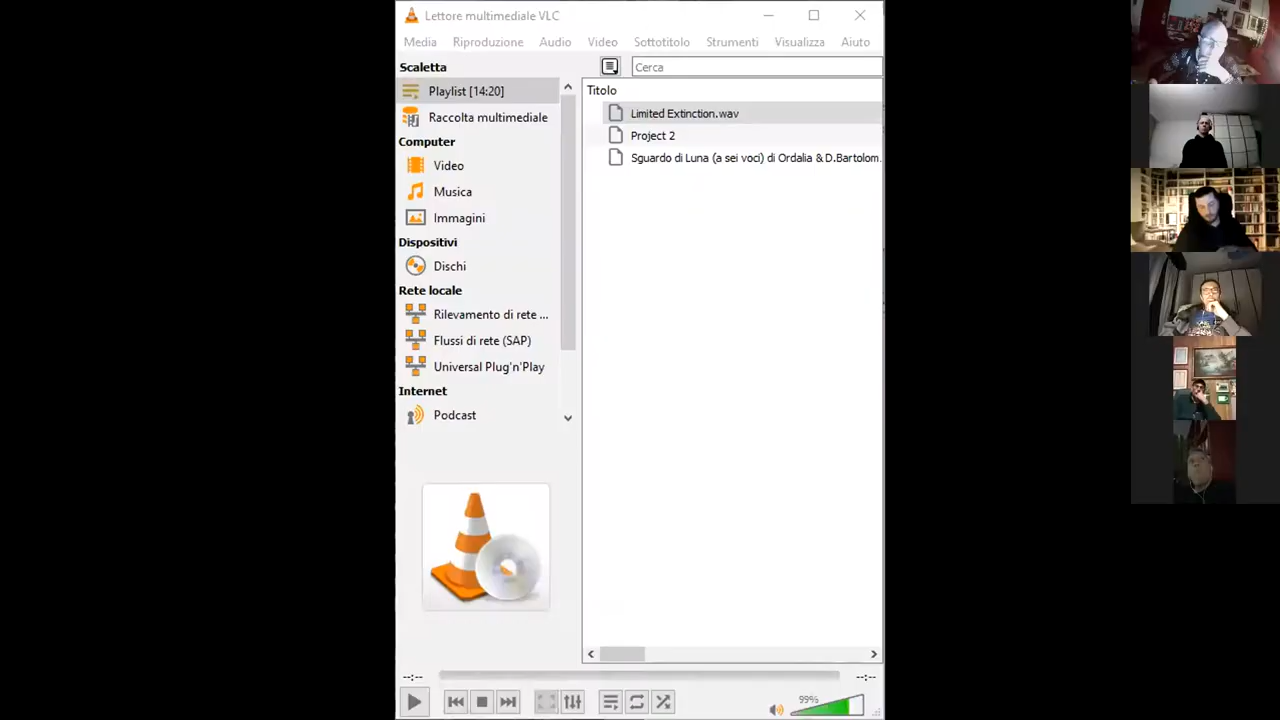 Lettore multimediale VLC
Media Riproduzione Audio Video Sottotitolo Strumenti Visualizza Aiuto
Scaletta
Cerca
Playlist [14:20]
Titolo
Raccolta multimediale
Limited Extinction.wav
Computer
Project 2
Video
Sguardo di Luna (a sei voci) di Ordalia & D.Bartolom.
Musica
Immagini
Dispositivi
Dischi
Rete locale
Rilevamento di rete ...
Flussi di rete (SAP)
Universal Plug'n'Play
Internet
Podcast
--:--
--:--
99%